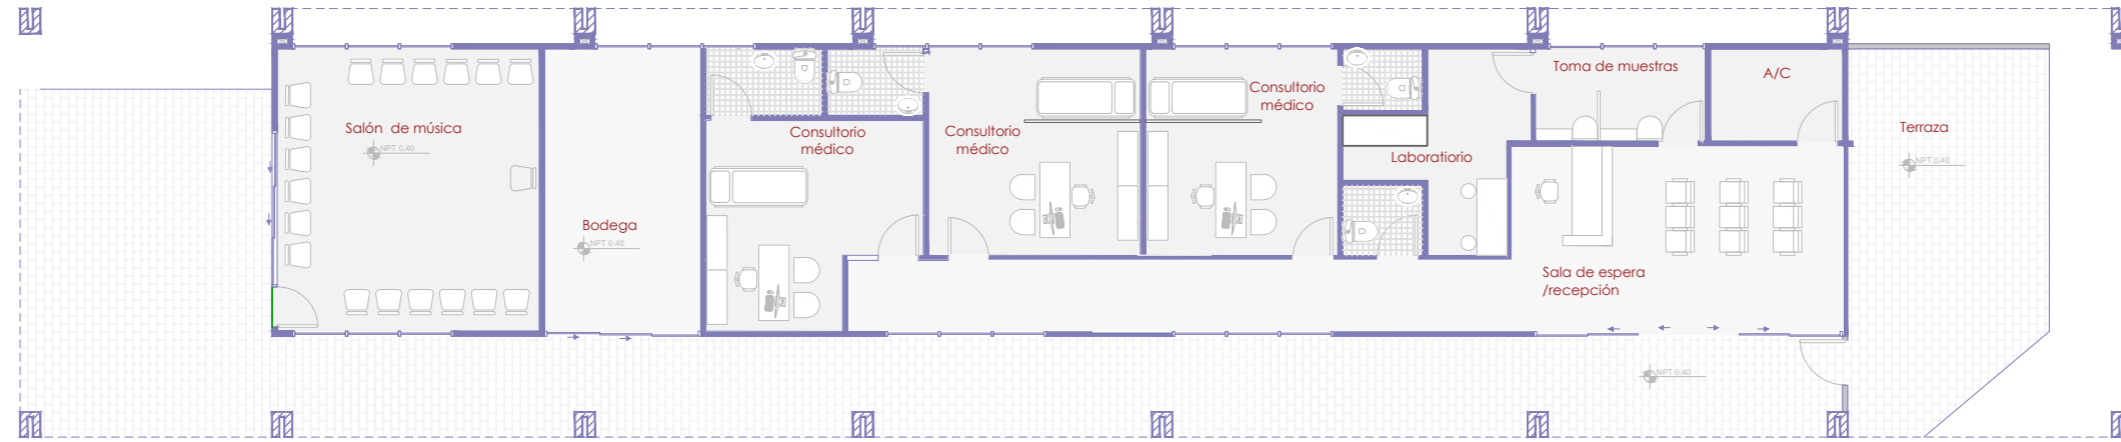 Salón de música
NPT 0.40
Bodega
NPT 0.40
Consultorio
médico
Consultorio
médico
Consultorio
médico
Laboratiorio
Toma de muestras
A/C
Sala de espera
/recepción
Terraza
NPT 0.40
NPT 0.40